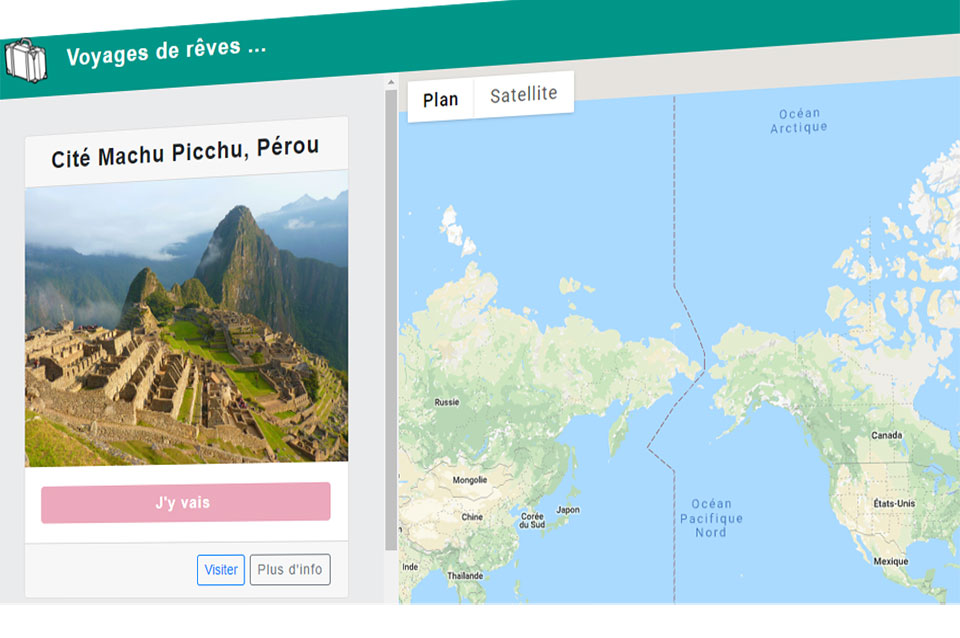 Voyages de rêves ...
Cité Machu Picchu, Pérou
J'y vais
Visiter
Plus d'info
Plan
Satellite
Océan
Arctique
Russie
Canada
Mongolie
États-Unis
Océan
Pacifique
Nord
Chine
Corée
du Sud
Japon
Mexique
Inde
Thaïlande